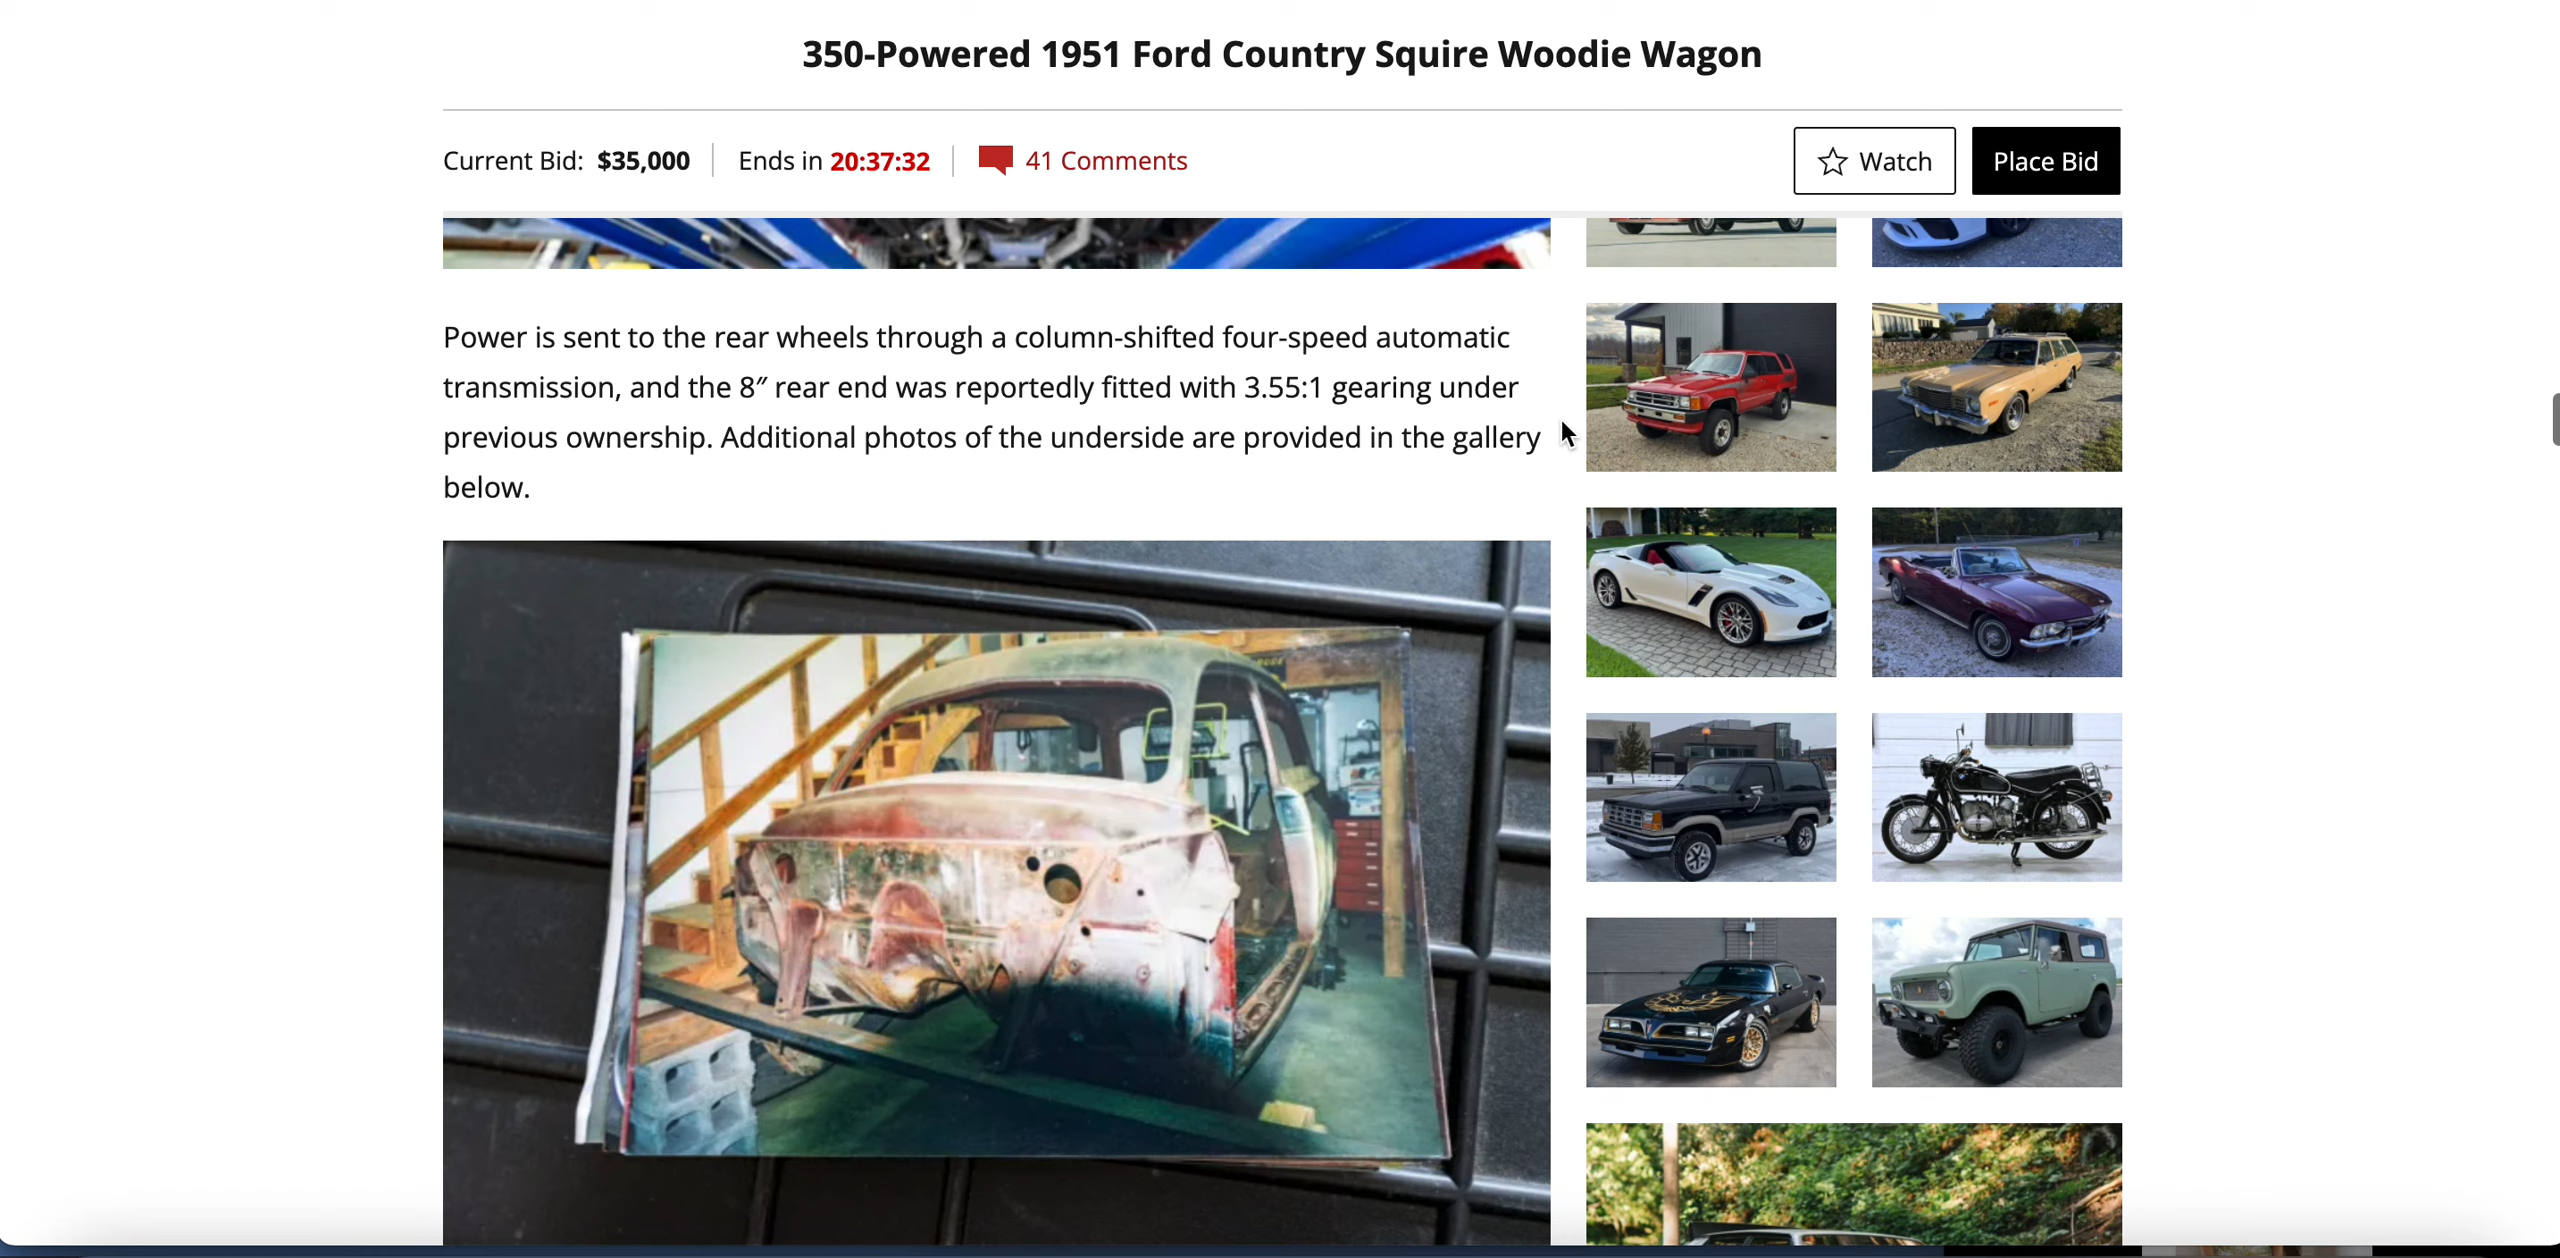 350-Powered 1951 Ford Country Squire Woodie Wagon
Current Bid: $35,000
Ends in 20:37:32
41 Comments
Watch
Place Bid
Power is sent to the rear wheels through a column-shifted four-speed automatic
transmission, and the 8″ rear end was reportedly fitted with 3.55:1 gearing under
previous ownership. Additional photos of the underside are provided in the gallery
below.